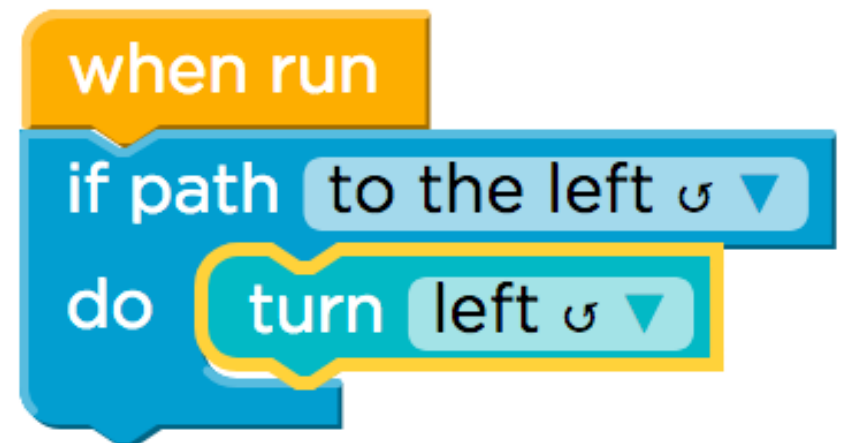 when run
if path to the left ↺ ▼
do turn left ↺ ▼